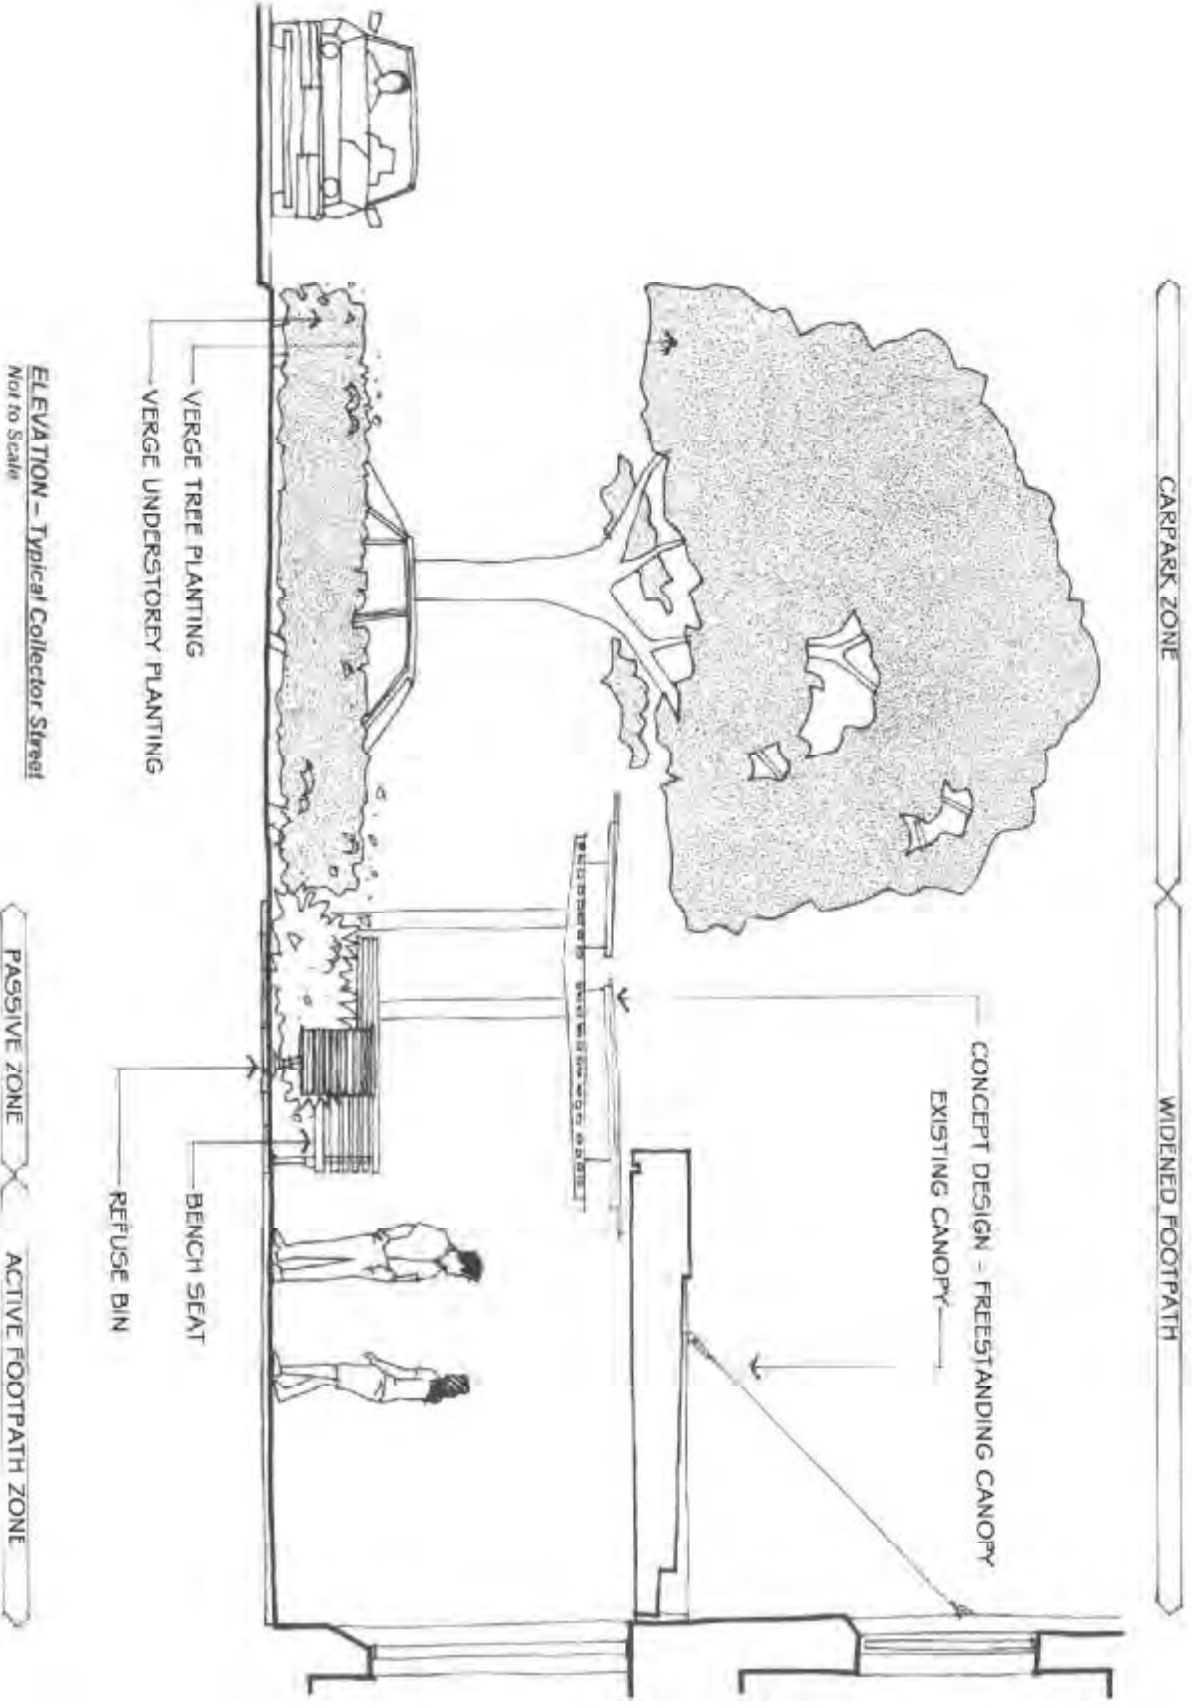 CARPARK ZONE
WIDENED FOOTPATH
CONCEPT DESIGN - FREESTANDING CANOPY
EXISTING CANOPY
VERGE TREE PLANTING
VERGE UNDERSTOREY PLANTING
BENCH SEAT
REFUSE BIN
ELEVATION - Typical Collector Street
Not to Scale
PASSIVE ZONE
ACTIVE FOOTPATH ZONE